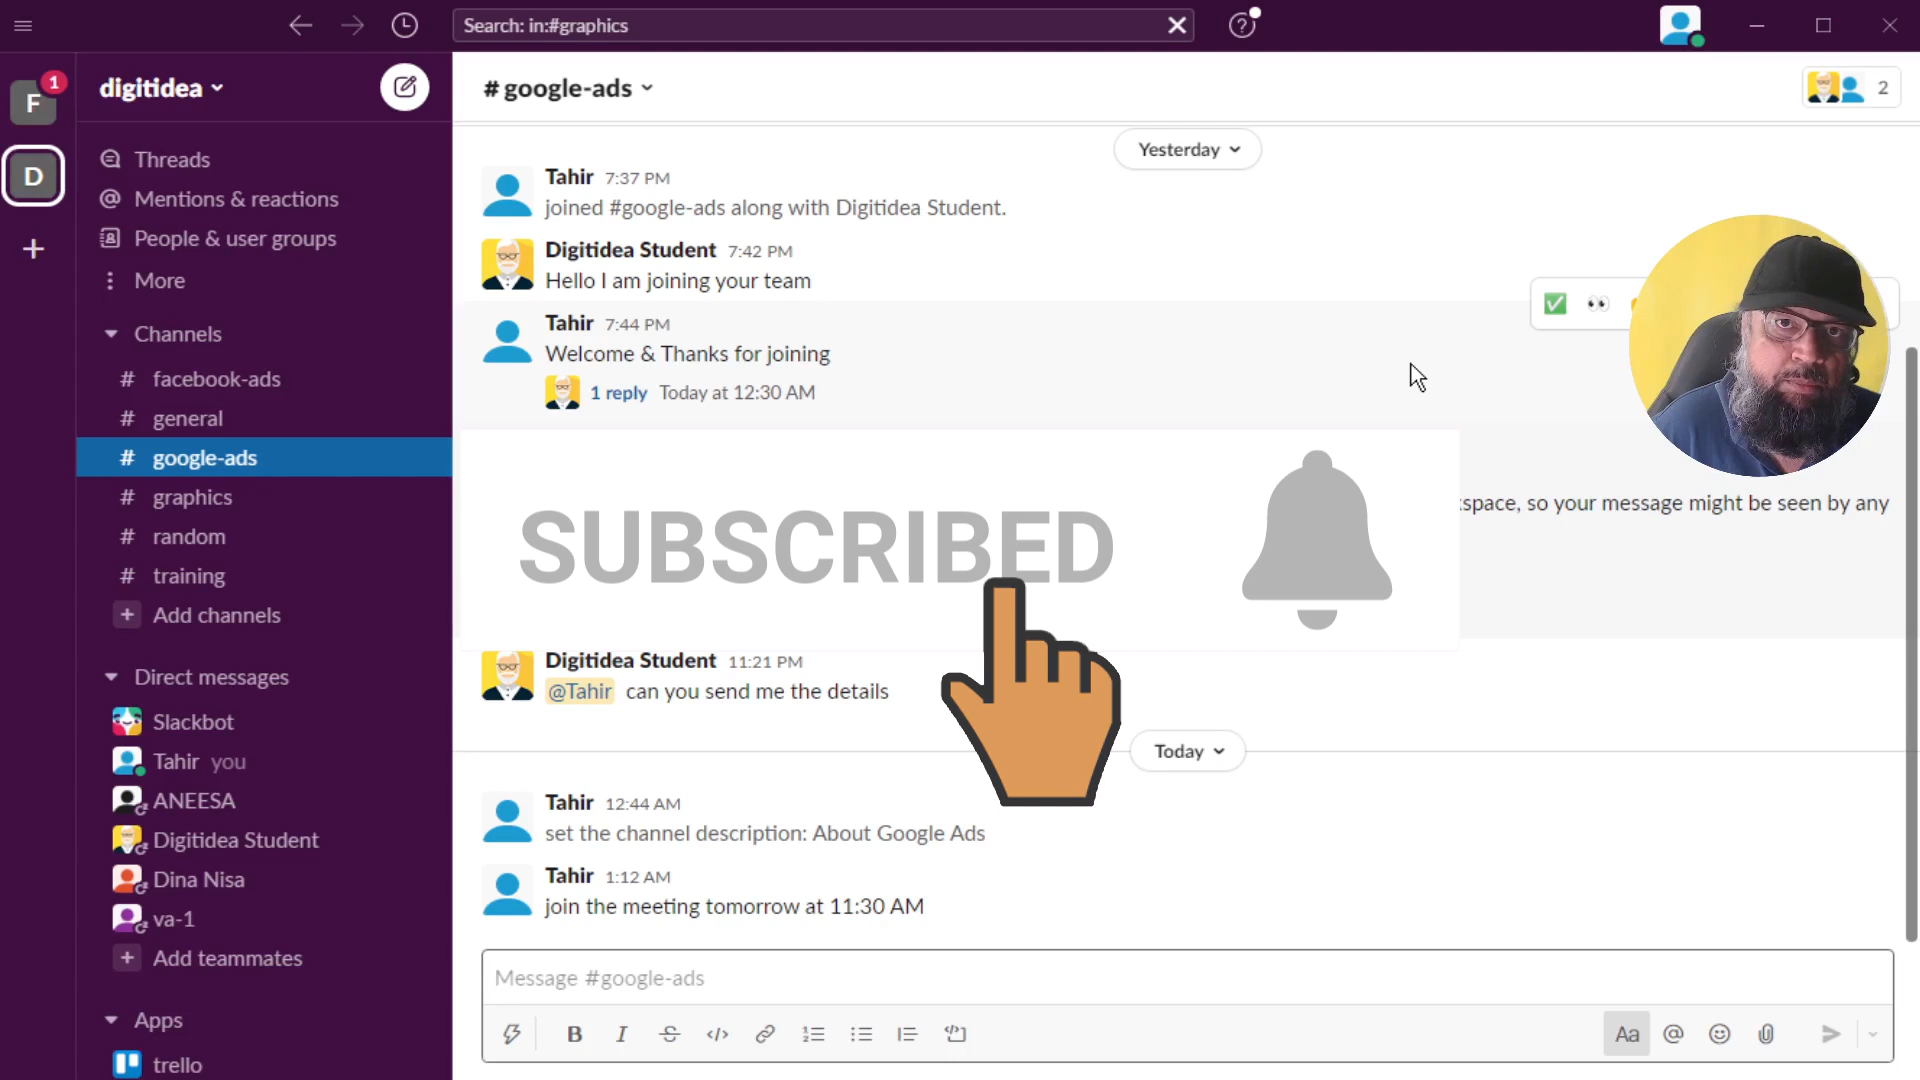 Search: in:#graphics
F
1
D
digitidea
Threads
Mentions & reactions
People & user groups
More
Channels
# facebook-ads
# general
# google-ads
# graphics
# random
# training
+ Add channels
Direct messages
Slackbot
Tahir you
ANEESA
Digitidea Student
Dina Nisa
va-1
+ Add teammates
Apps
trello
# google-ads
2
Yesterday
Tahir 7:37 PM
joined #google-ads along with Digitidea Student.
Digitidea Student 7:42 PM
Hello I am joining your team
Tahir 7:44 PM
Welcome & Thanks for joining
1 reply Today at 12:30 AM
space, so your message might be seen by any
SUBSCRIBED
Digitidea Student 11:21 PM
@Tahir can you send me the details
Today
Tahir 12:44 AM
set the channel description: About Google Ads
Tahir 1:12 AM
join the meeting tomorrow at 11:30 AM
Message #google-ads
B I S </> Aa @